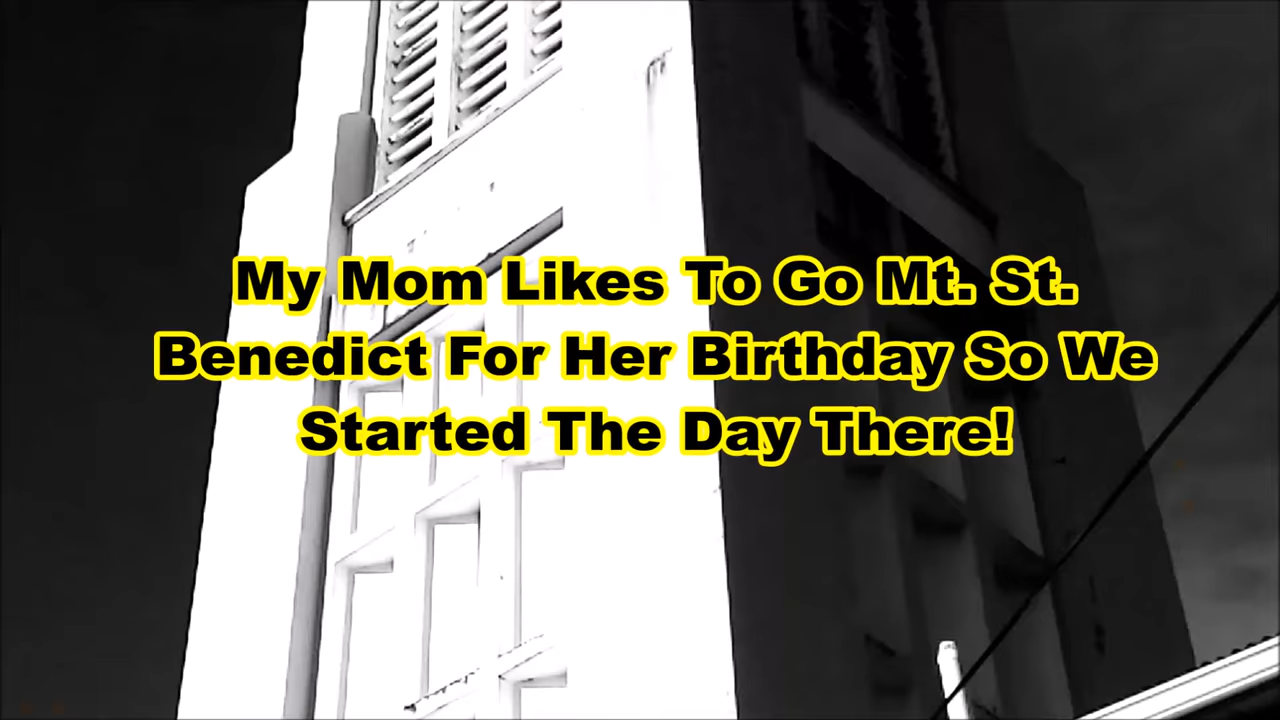 My Mom Likes To Go Mt. St.
Benedict For Her Birthday So We
Started The Day There!